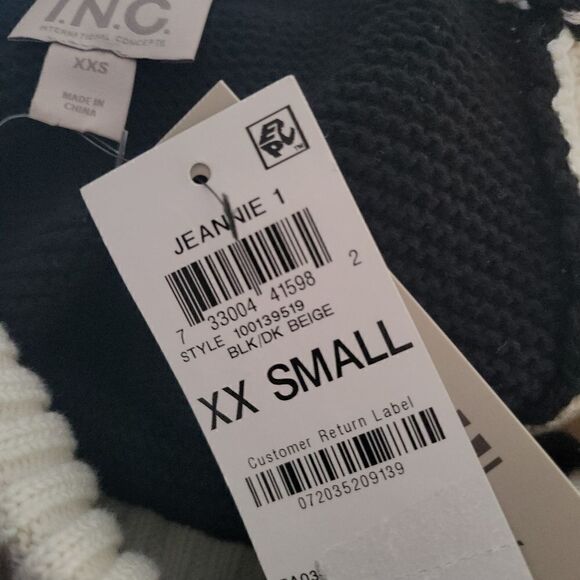 I.N.C.
INTERNATIONAL CONCEPTS
XXS
MADE IN
CHINA
EPL™
JEANNIE 1
7 33004 41598 2
STYLE 100139519
BLK/DK BEIGE
XX SMALL
Customer Return Label
072035209139